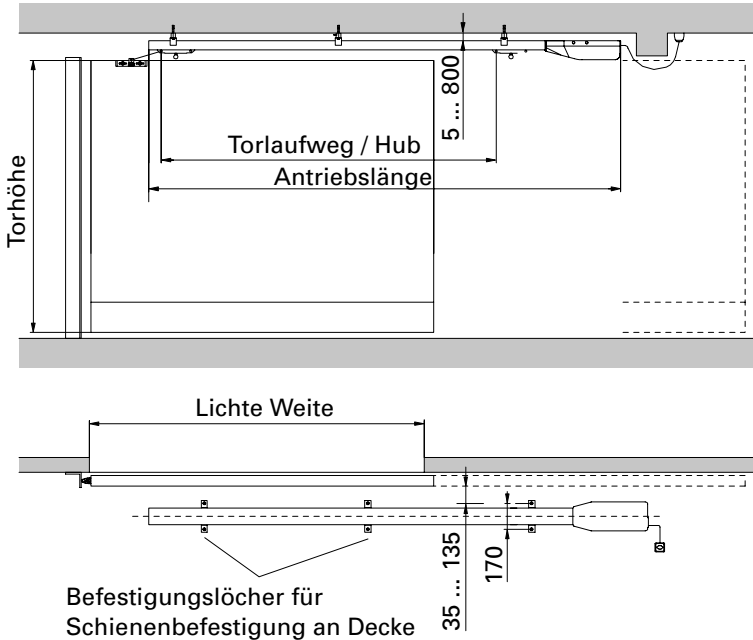 5 ... 800
Torlaufweg / Hub
Antriebslänge
Torhöhe
Lichte Weite
35 ... 135
170
Befestigungslöcher für
Schienenbefestigung an Decke